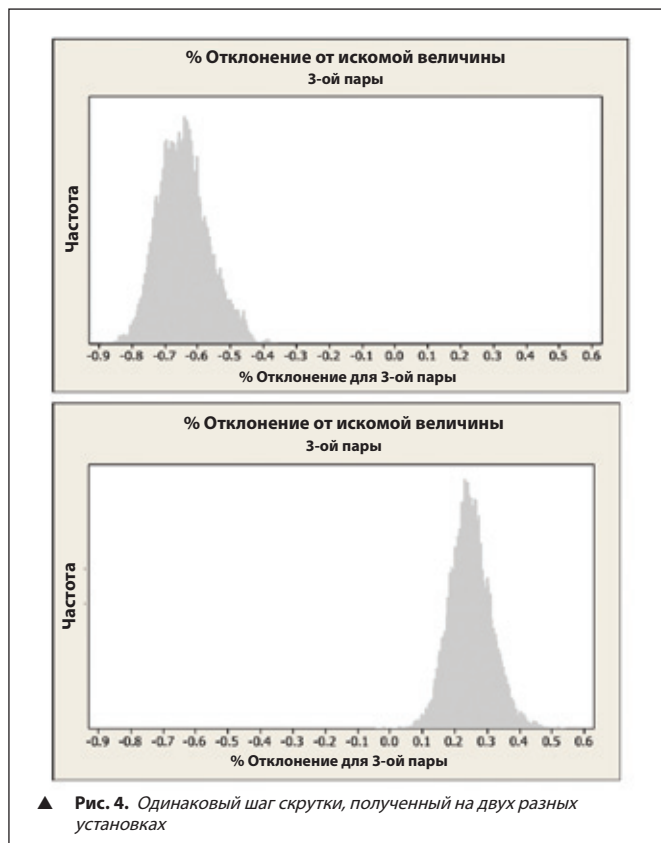 % Отклонение от искомой величины
3-ой пары
Частота
-0.9 -0.8 -0.7 -0.6 -0.5 -0.4 -0.3 -0.2 -0.1 0.0 0.1 0.2 0.3 0.4 0.5 0.6
% Отклонение для 3-ой пары
% Отклонение от искомой величины
3-ой пары
Частота
-0.9 -0.8 -0.7 -0.6 -0.5 -0.4 -0.3 -0.2 -0.1 0.0 0.1 0.2 0.3 0.4 0.5 0.6
% Отклонение для 3-ой пары
▲ Рис. 4. Одинаковый шаг скрутки, полученный на двух разных
установках